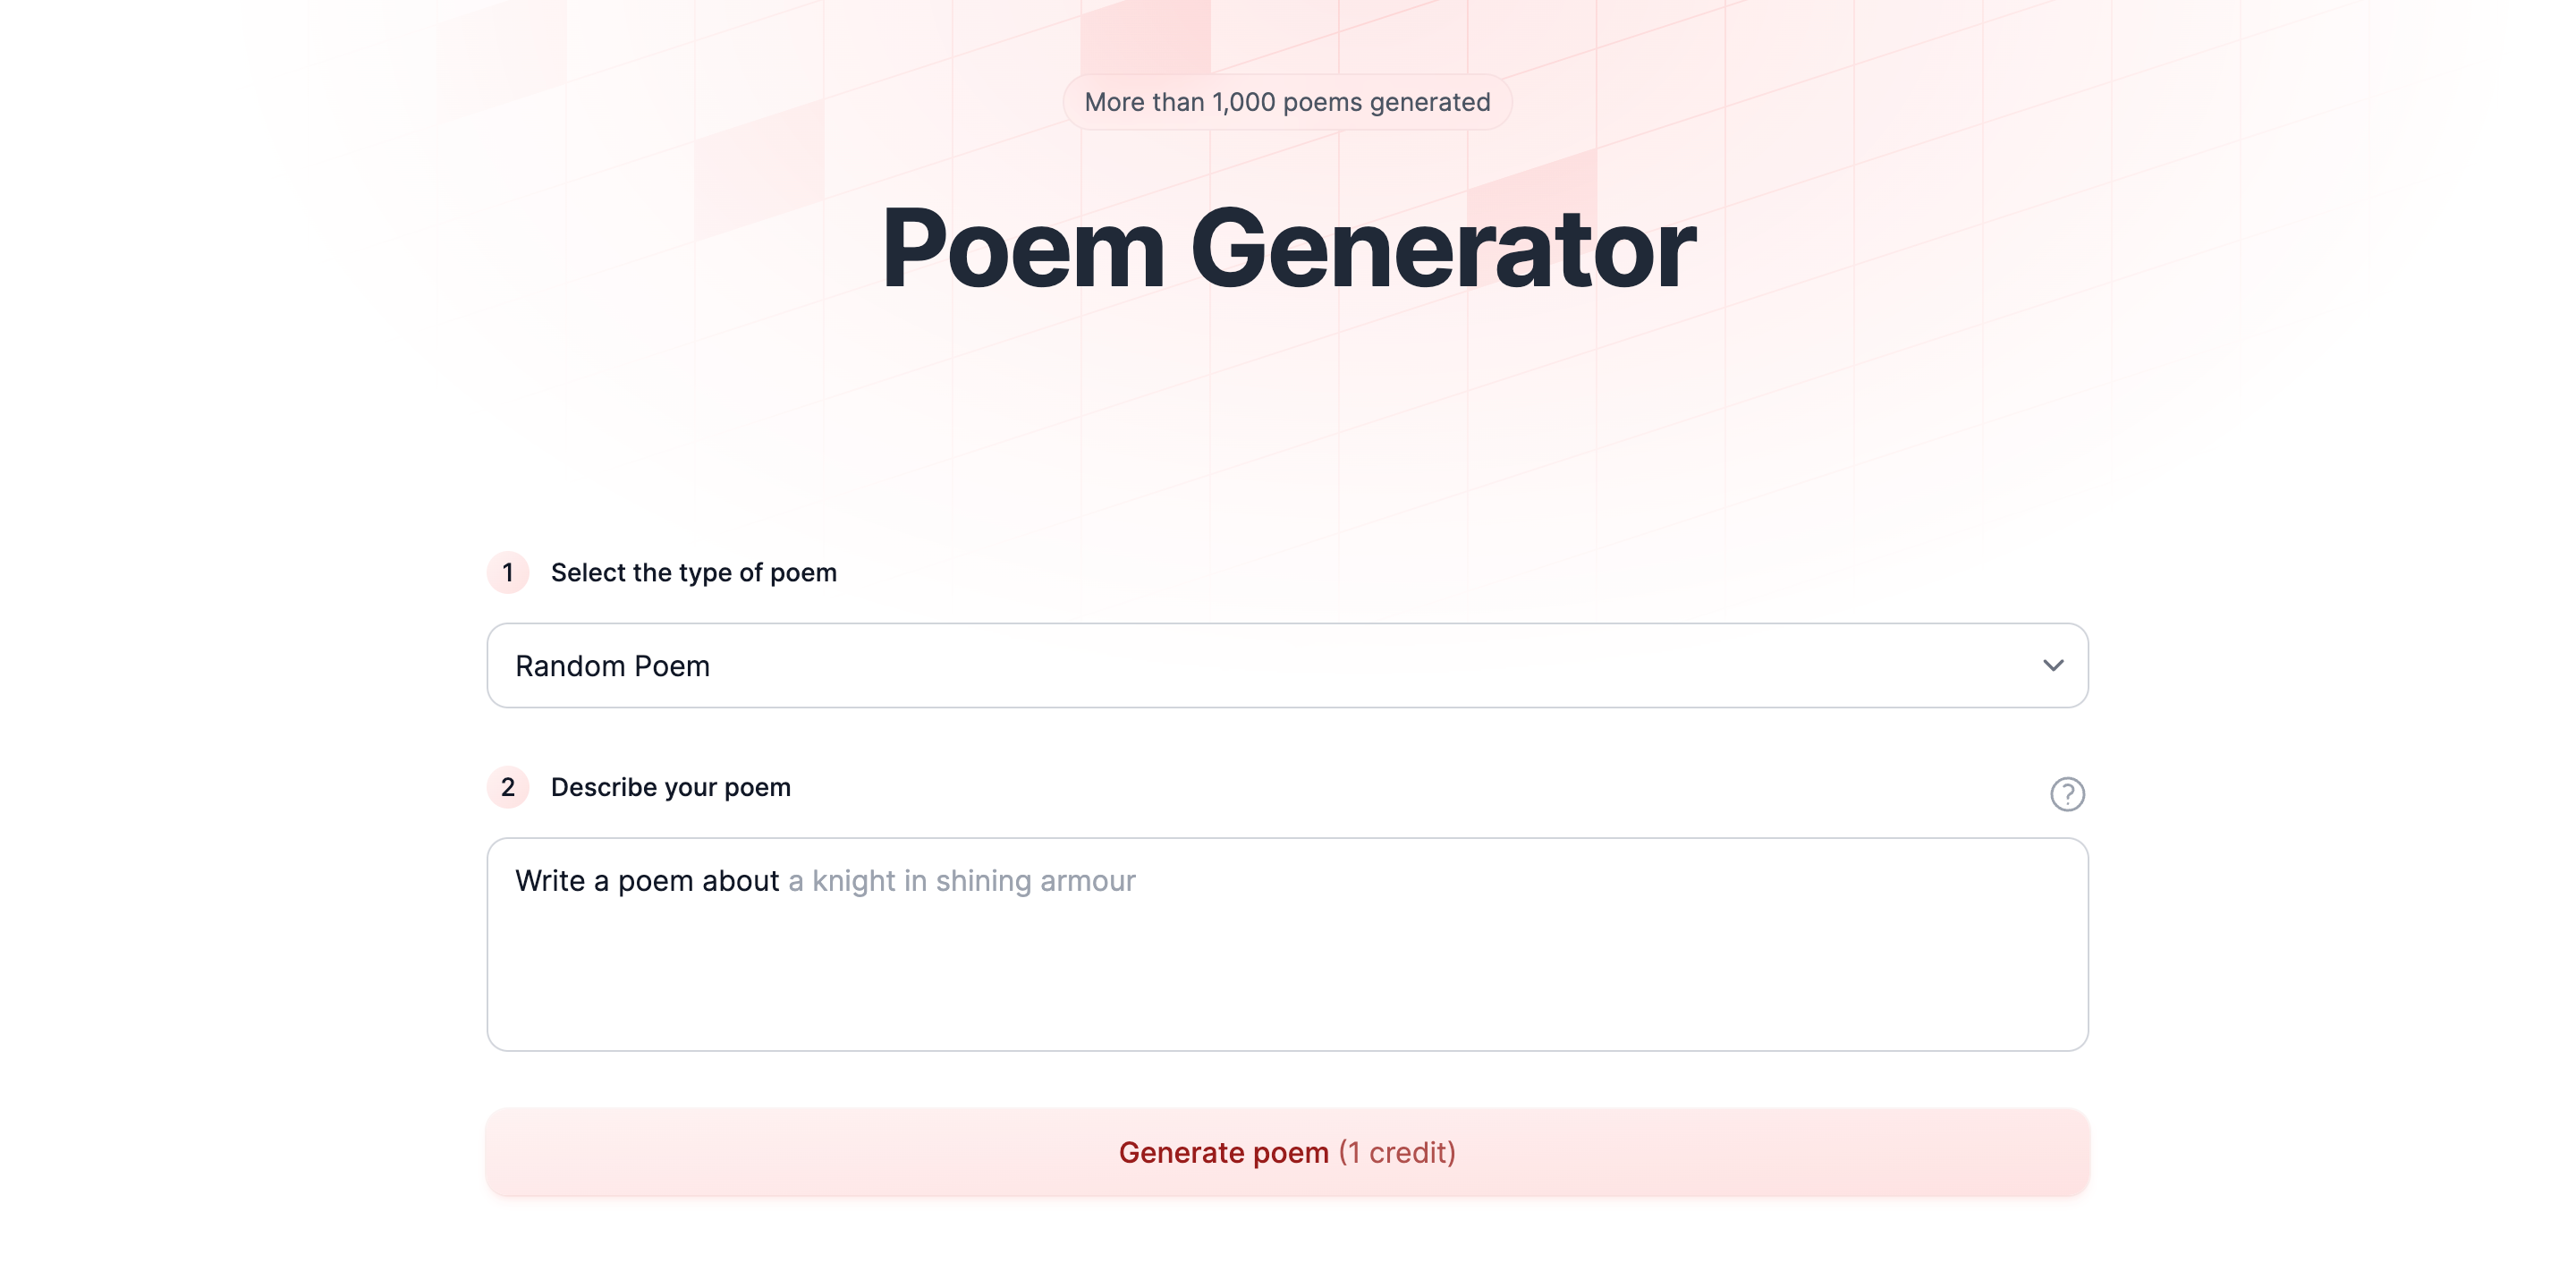 More than 1,000 poems generated
Poem Generator
1 Select the type of poem
Random Poem
2 Describe your poem
?
Write a poem about a knight in shining armour
Generate poem (1 credit)